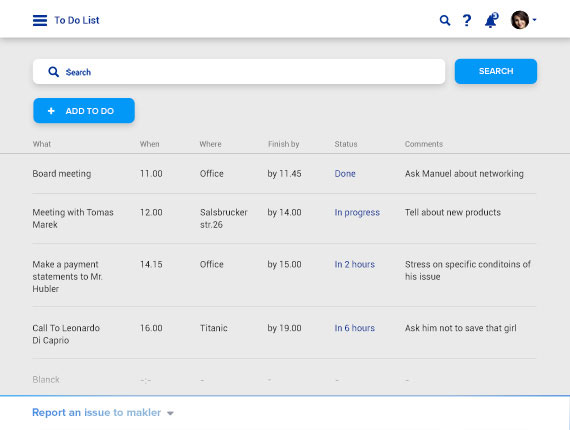 To Do List
?
3
Search
SEARCH
+ ADD TO DO
What When Where Finish by Status Comments
Board meeting 11.00 Office by 11.45 Done Ask Manuel about networking
Meeting with Tomas 12.00 Salsbrucker by 14.00 In progress Tell about new products
Marek str.26
Make a payment 14.15 Office by 15.00 In 2 hours Stress on specific conditoins of
statements to Mr. his issue
Hubler
Call To Leonardo 16.00 Titanic by 19.00 In 6 hours Ask him not to save that girl
Di Caprio
Blanck -.- - - - -
Report an issue to makler